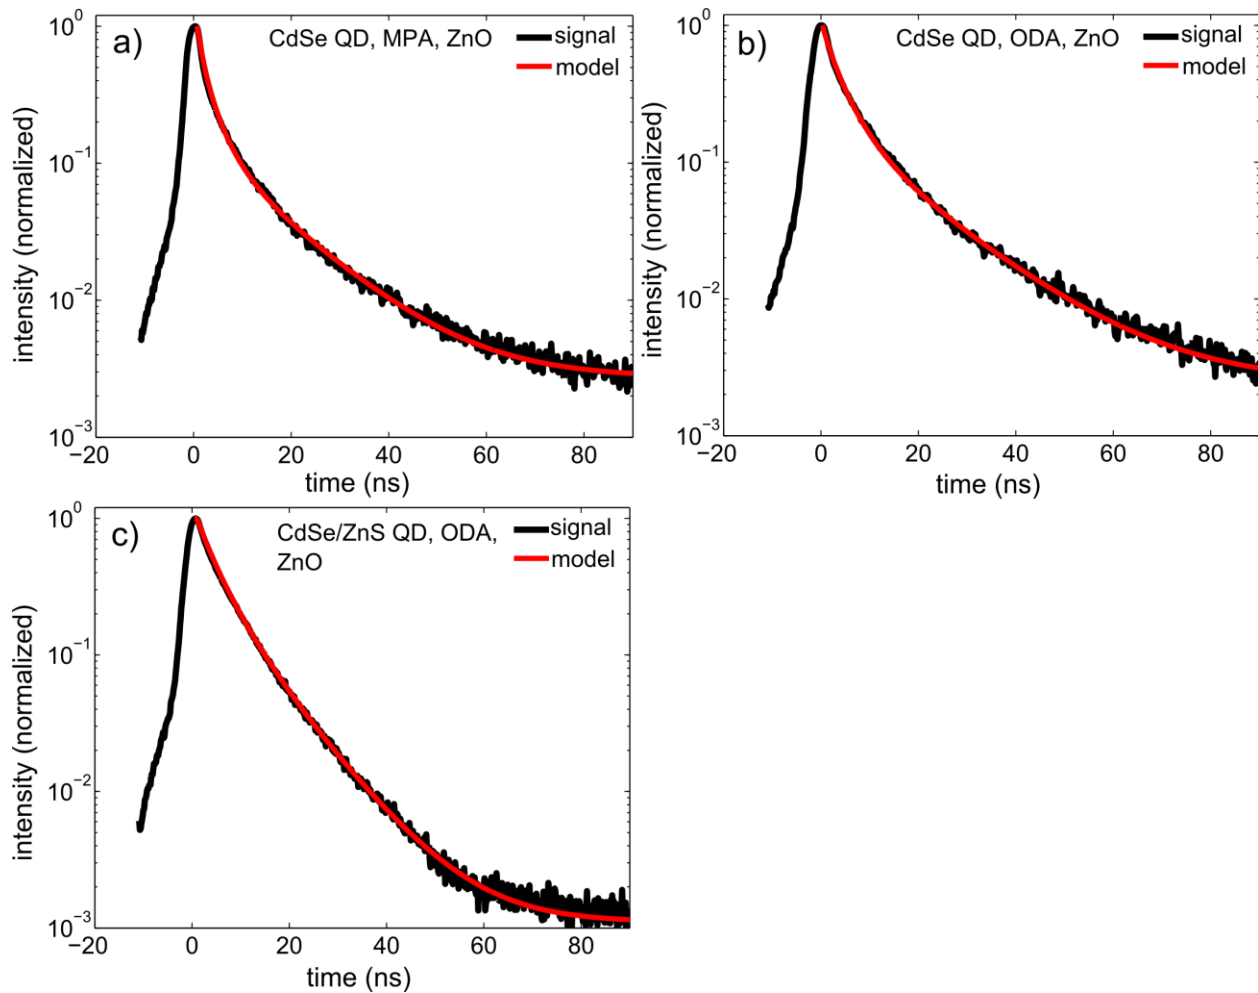 a)
CdSe QD, MPA, ZnO
signal
model
intensity (normalized)
10^0
10^-1
10^-2
10^-3
−20
0
20
40
60
80
time (ns)
b)
CdSe QD, ODA, ZnO
signal
model
intensity (normalized)
10^0
10^-1
10^-2
10^-3
−20
0
20
40
60
80
time (ns)
c)
CdSe/ZnS QD, ODA,
ZnO
signal
model
intensity (normalized)
10^0
10^-1
10^-2
10^-3
−20
0
20
40
60
80
time (ns)